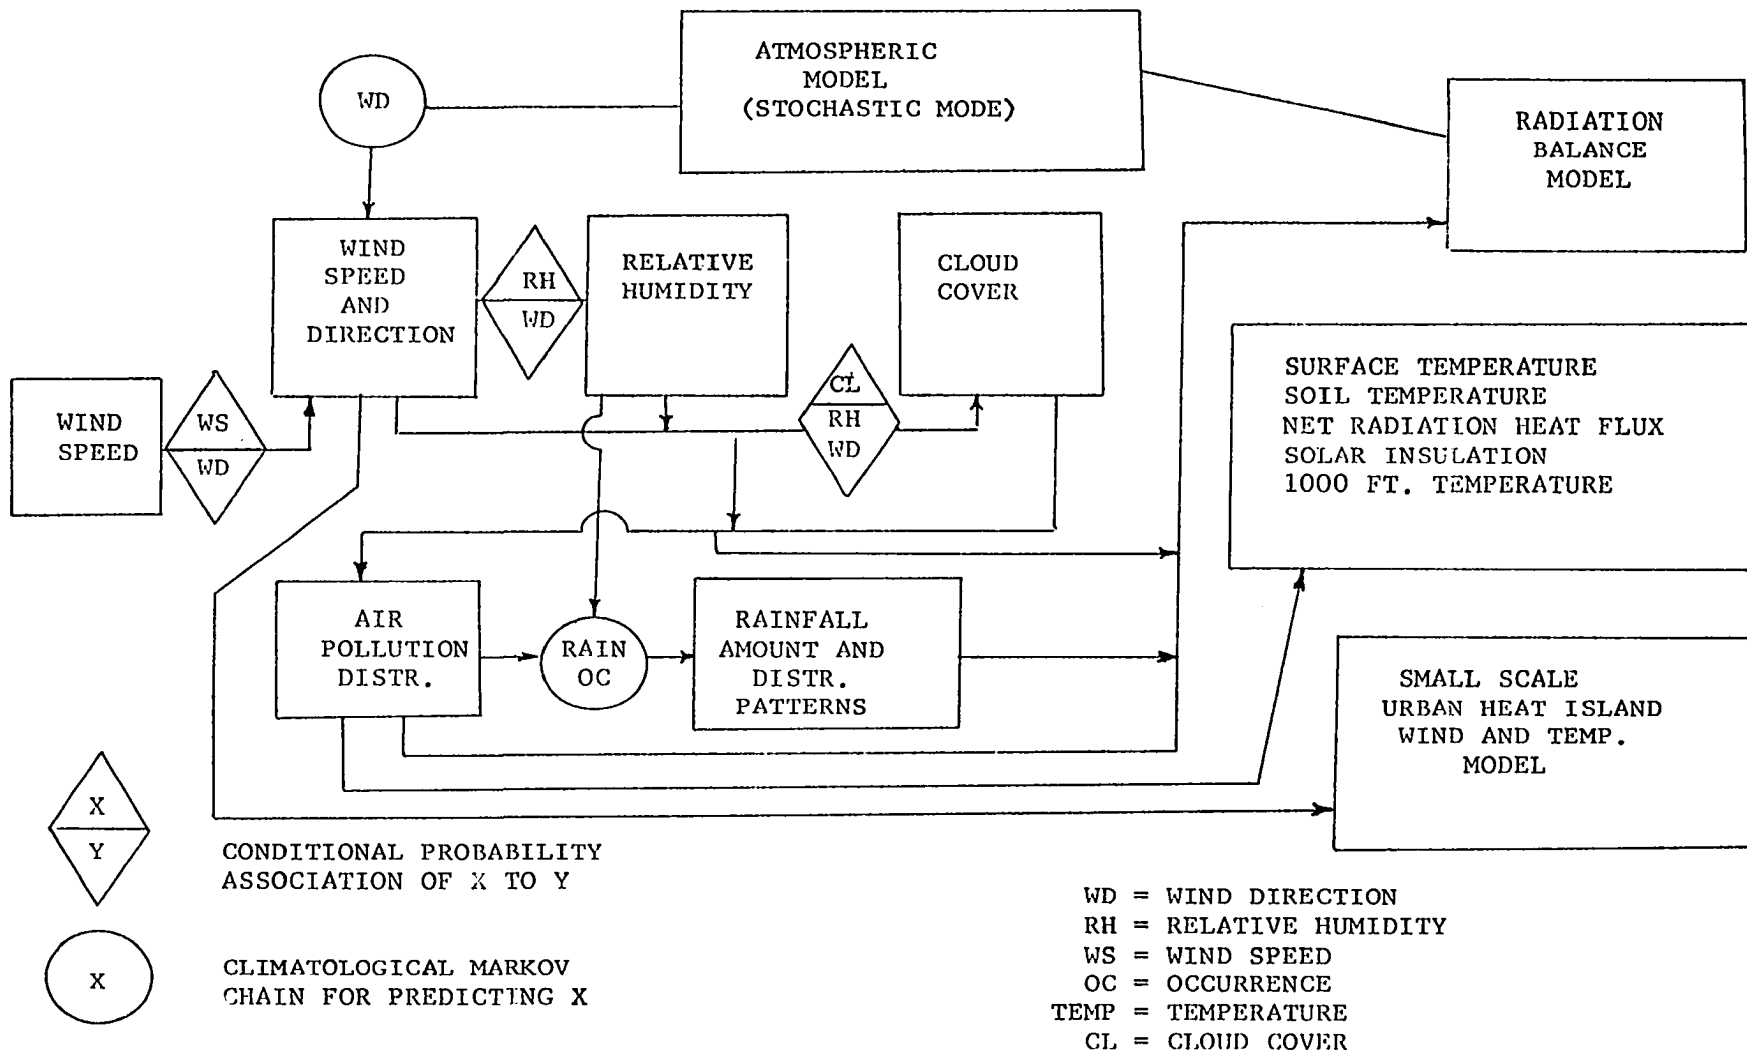 ATMOSPHERIC
MODEL
(STOCHASTIC MODE)
WD
RADIATION
BALANCE
MODEL
WIND
SPEED
AND
DIRECTION
RH
WD
RELATIVE
HUMIDITY
CLOUD
COVER
WIND
SPEED
WS
WD
CL
RH
WD
SURFACE TEMPERATURE
SOIL TEMPERATURE
NET RADIATION HEAT FLUX
SOLAR INSULATION
1000 FT. TEMPERATURE
AIR
POLLUTION
DISTR.
RAIN
OC
RAINFALL
AMOUNT AND
DISTR.
PATTERNS
SMALL SCALE
URBAN HEAT ISLAND
WIND AND TEMP.
MODEL
X
Y
CONDITIONAL PROBABILITY
ASSOCIATION OF X TO Y
X
CLIMATOLOGICAL MARKOV
CHAIN FOR PREDICTING X
WD = WIND DIRECTION
RH = RELATIVE HUMIDITY
WS = WIND SPEED
OC = OCCURRENCE
TEMP = TEMPERATURE
CL = CLOUD COVER